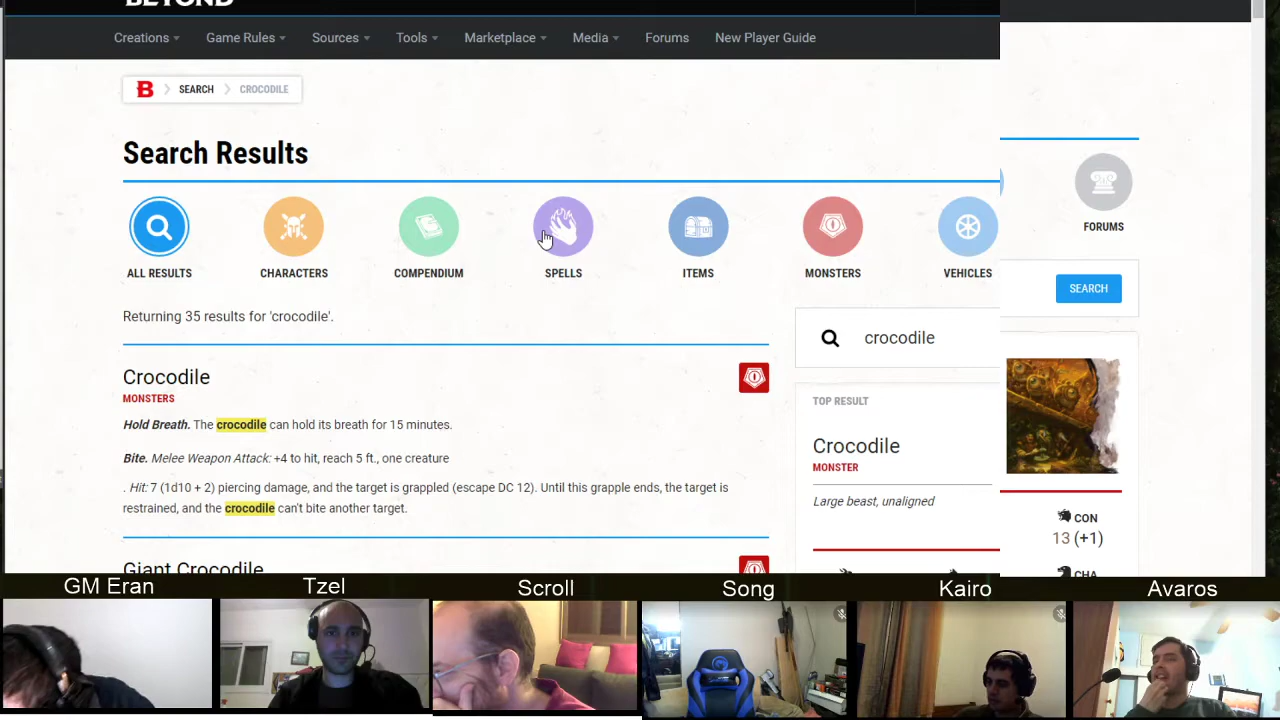 BEYOND
Creations Game Rules Sources Tools Marketplace Media Forums New Player Guide
B SEARCH CROCODILE
Search Results
ALL RESULTS CHARACTERS COMPENDIUM SPELLS ITEMS MONSTERS VEHICLES
FORUMS
Returning 35 results for 'crocodile'.
crocodile
SEARCH
Crocodile
MONSTERS
Hold Breath. The crocodile can hold its breath for 15 minutes.
Bite. Melee Weapon Attack: +4 to hit, reach 5 ft., one creature
. Hit: 7 (1d10 + 2) piercing damage, and the target is grappled (escape DC 12). Until this grapple ends, the target is
restrained, and the crocodile can't bite another target.
Giant Crocodile
TOP RESULT
Crocodile
MONSTER
Large beast, unaligned
CON
13 (+1)
CHA
GM Eran Tzel Scroll Song Kairo Avaros